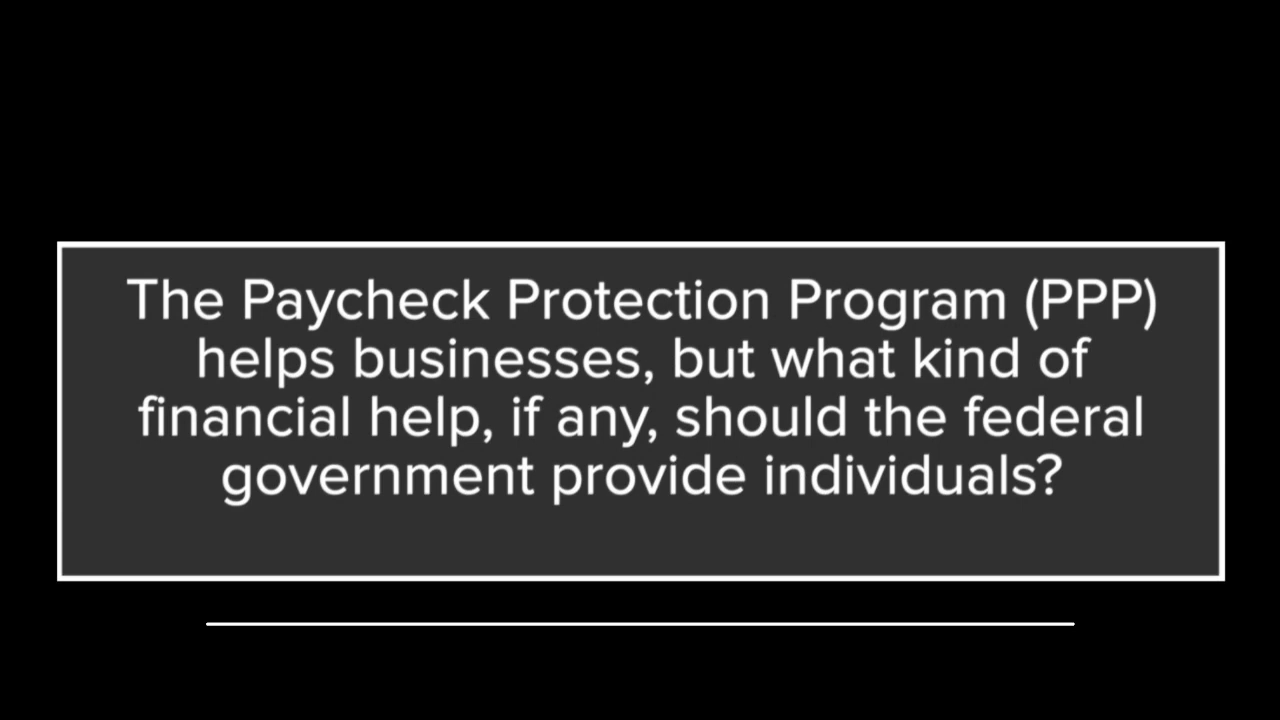 The Paycheck Protection Program (PPP)
helps businesses, but what kind of
financial help, if any, should the federal
government provide individuals?